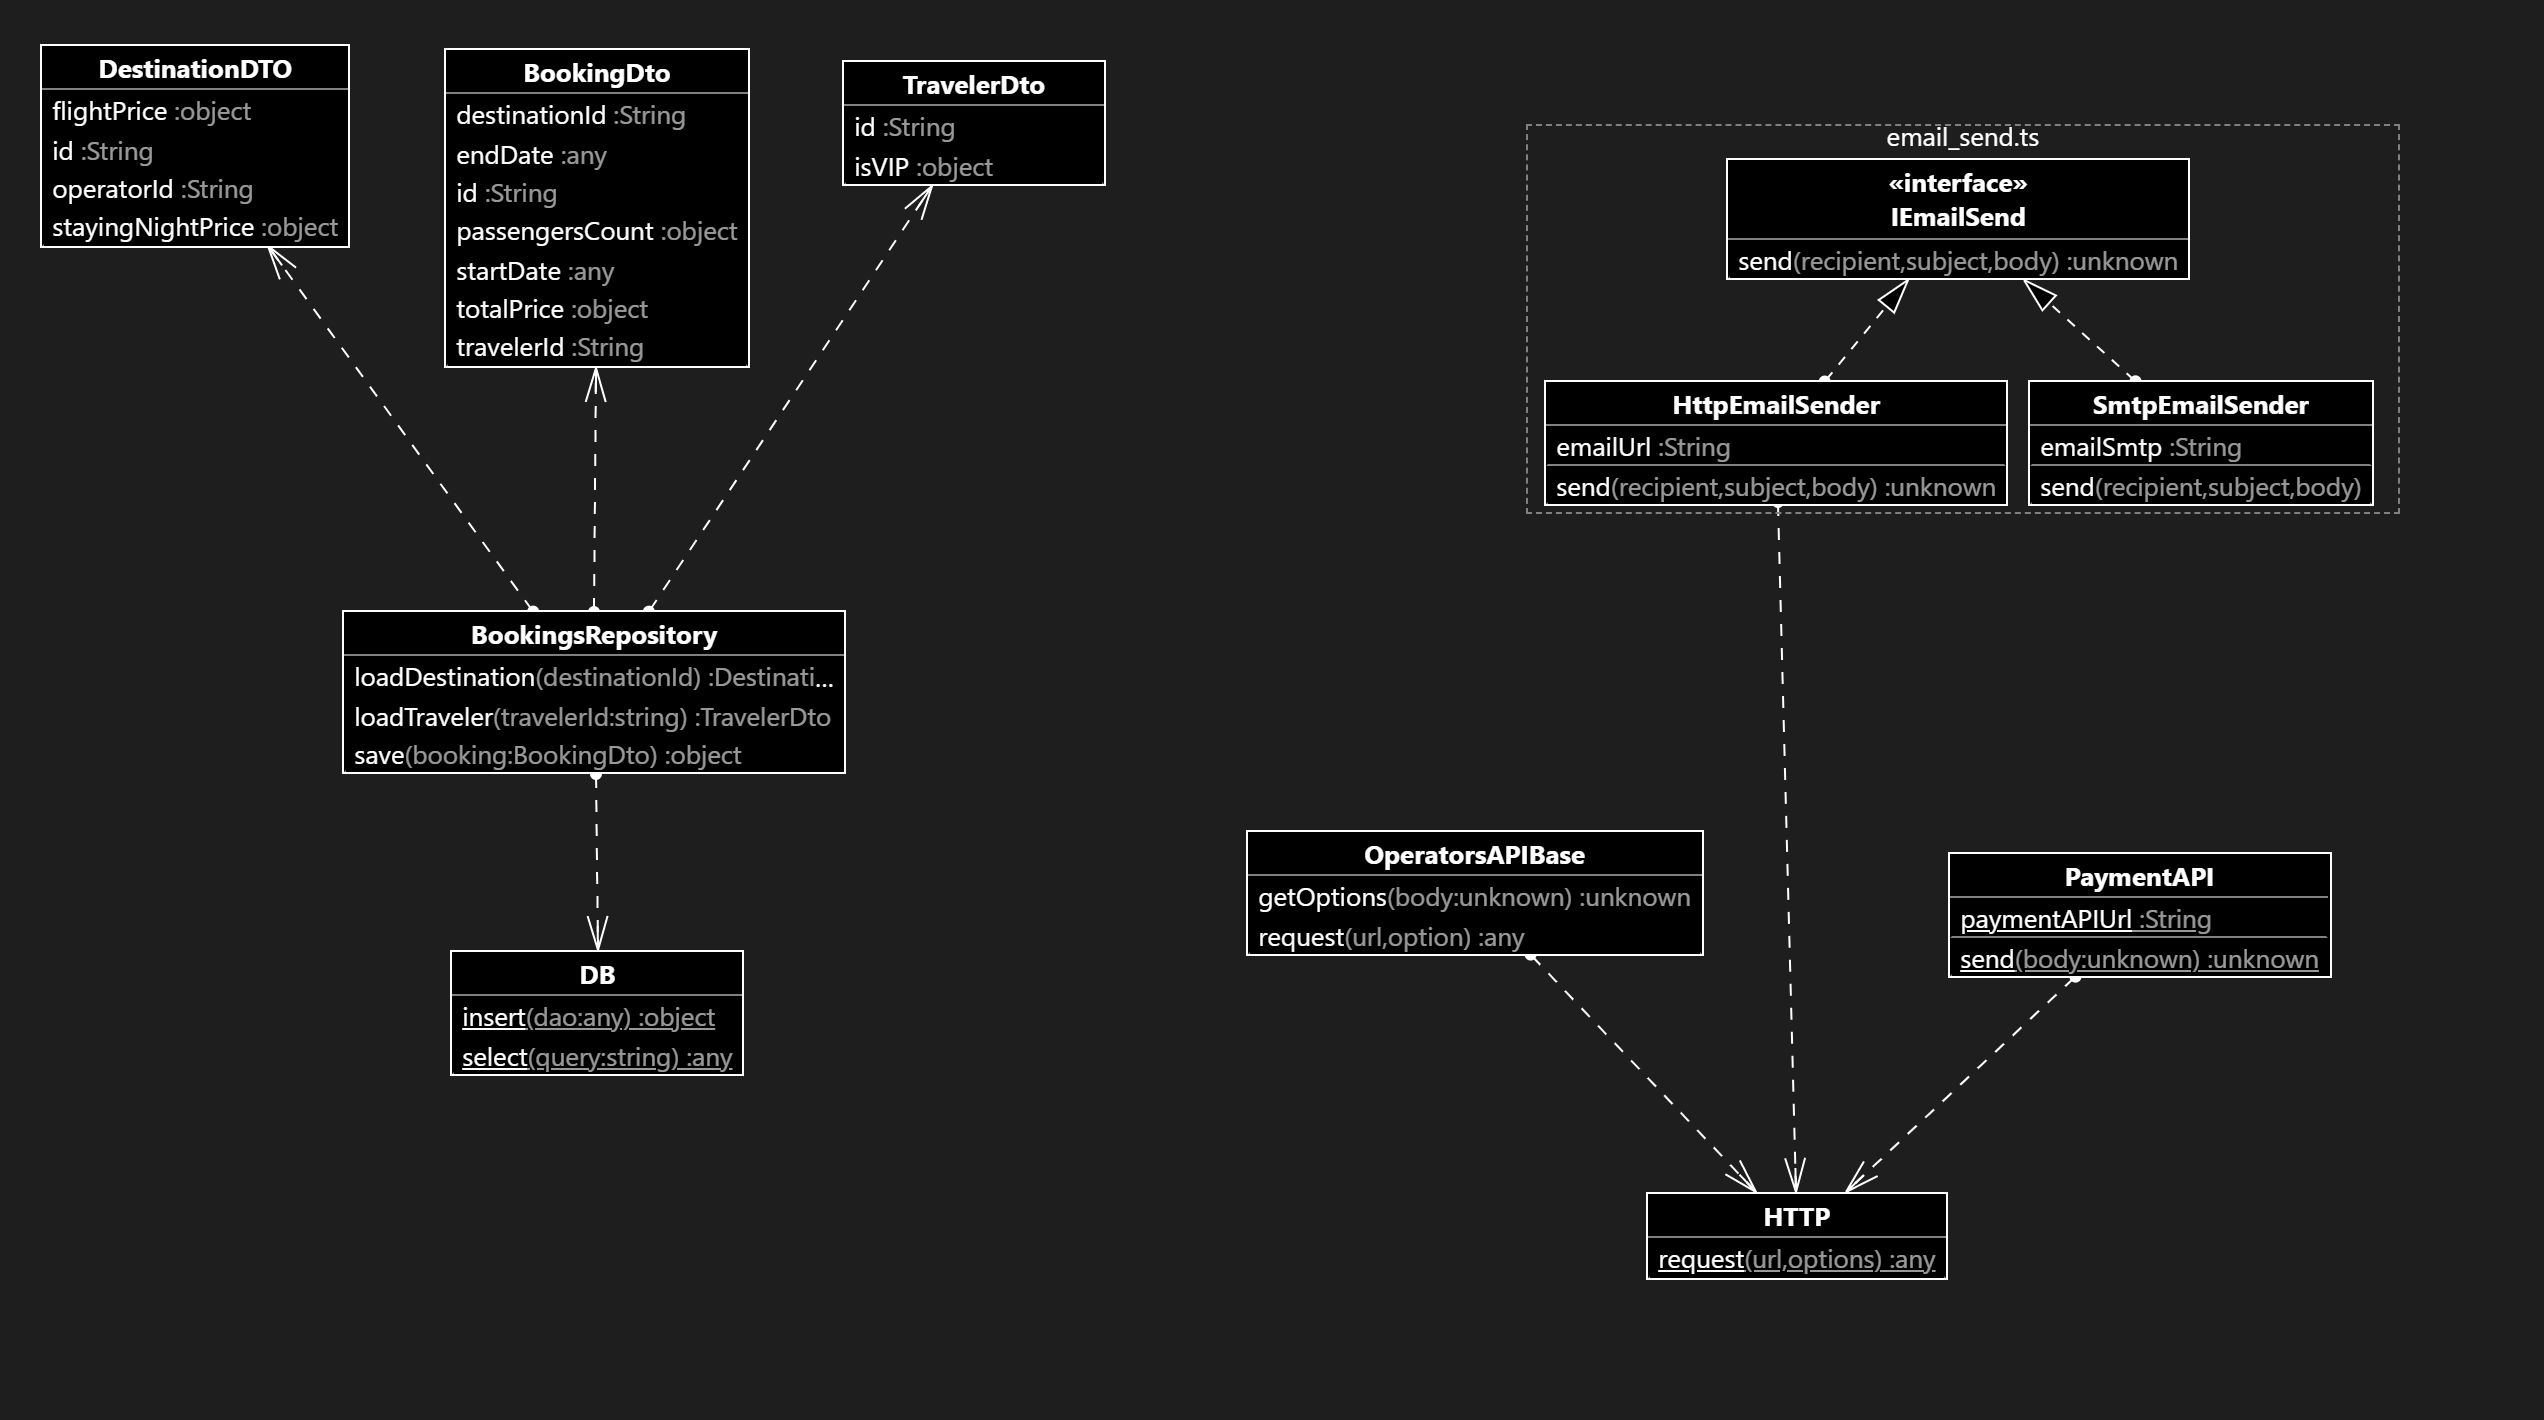 DestinationDTO
flightPrice :object
id :String
operatorId :String
stayingNightPrice :object
BookingDto
destinationId :String
endDate :any
id :String
passengersCount :object
startDate :any
totalPrice :object
travelerId :String
TravelerDto
id :String
isVIP :object
email_send.ts
«interface»
IEmailSend
send(recipient,subject,body) :unknown
HttpEmailSender
emailUrl :String
send(recipient,subject,body) :unknown
SmtpEmailSender
emailSmtp :String
send(recipient,subject,body)
BookingsRepository
loadDestination(destinationId) :Destinati...
loadTraveler(travelerId:string) :TravelerDto
save(booking:BookingDto) :object
OperatorsAPIBase
getOptions(body:unknown) :unknown
request(url,option) :any
PaymentAPI
paymentAPIUrl :String
send(body:unknown) :unknown
DB
insert(dao:any) :object
select(query:string) :any
HTTP
request(url,options) :any